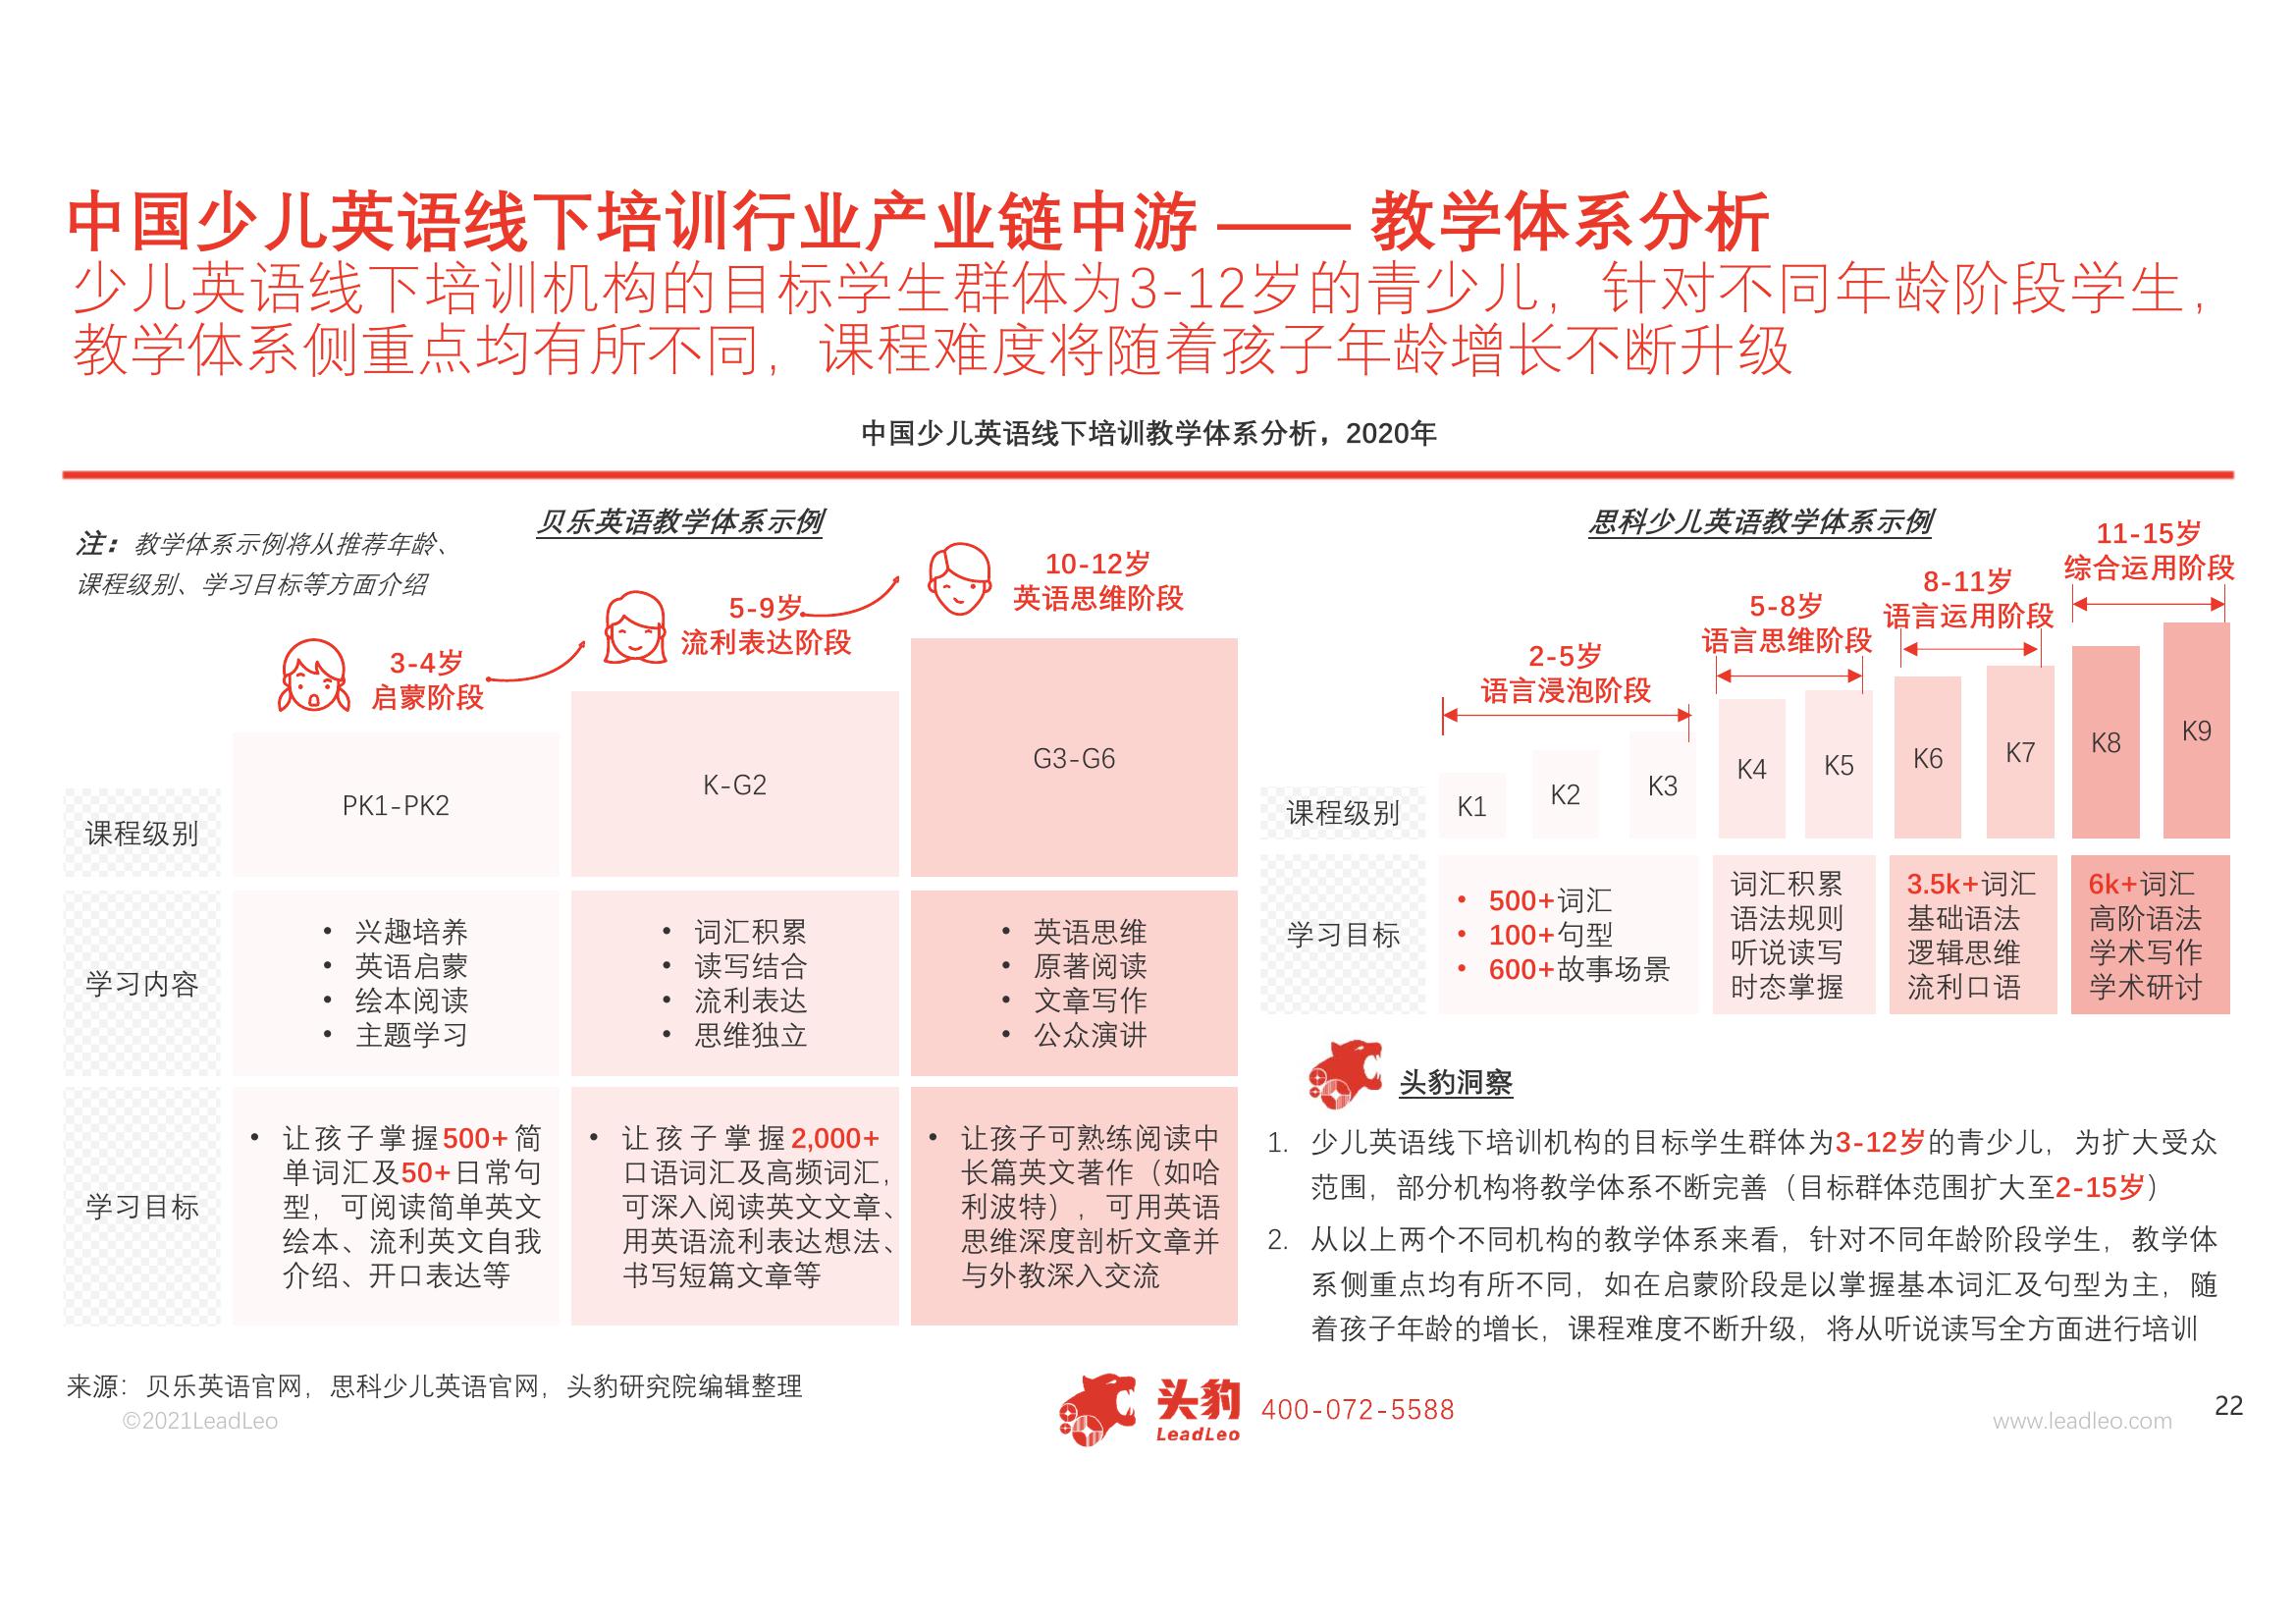 中国少儿英语线下培训行业产业链中游 —— 教学体系分析
少儿英语线下培训机构的目标学生群体为3-12岁的青少儿，针对不同年龄阶段学生，
教学体系侧重点均有所不同，课程难度将随着孩子年龄增长不断升级
中国少儿英语线下培训教学体系分析，2020年
注：教学体系示例将从推荐年龄、
课程级别、学习目标等方面介绍
贝乐英语教学体系示例
3-4岁
启蒙阶段
5-9岁
流利表达阶段
10-12岁
英语思维阶段
课程级别
PK1-PK2
K-G2
G3-G6
学习内容
• 兴趣培养
• 英语启蒙
• 绘本阅读
• 主题学习
• 词汇积累
• 读写结合
• 流利表达
• 思维独立
• 英语思维
• 原著阅读
• 文章写作
• 公众演讲
学习目标
• 让孩子掌握500+简
单词汇及50+日常句
型，可阅读简单英文
绘本、流利英文自我
介绍、开口表达等
• 让孩子掌握2,000+
口语词汇及高频词汇，
可深入阅读英文文章、
用英语流利表达想法、
书写短篇文章等
• 让孩子可熟练阅读中
长篇英文著作（如哈
利波特），可用英语
思维深度剖析文章并
与外教深入交流
思科少儿英语教学体系示例
2-5岁
语言浸泡阶段
5-8岁
语言思维阶段
8-11岁
语言运用阶段
11-15岁
综合运用阶段
课程级别
K1
K2
K3
K4
K5
K6
K7
K8
K9
学习目标
• 500+词汇
• 100+句型
• 600+故事场景
词汇积累
语法规则
听说读写
时态掌握
3.5k+词汇
基础语法
逻辑思维
流利口语
6k+词汇
高阶语法
学术写作
学术研讨
头豹洞察
1. 少儿英语线下培训机构的目标学生群体为3-12岁的青少儿，为扩大受众
范围，部分机构将教学体系不断完善（目标群体范围扩大至2-15岁）
2. 从以上两个不同机构的教学体系来看，针对不同年龄阶段学生，教学体
系侧重点均有所不同，如在启蒙阶段是以掌握基本词汇及句型为主，随
着孩子年龄的增长，课程难度不断升级，将从听说读写全方面进行培训
来源：贝乐英语官网，思科少儿英语官网，头豹研究院编辑整理
©2021LeadLeo
头豹
LeadLeo
400-072-5588
www.leadleo.com
22